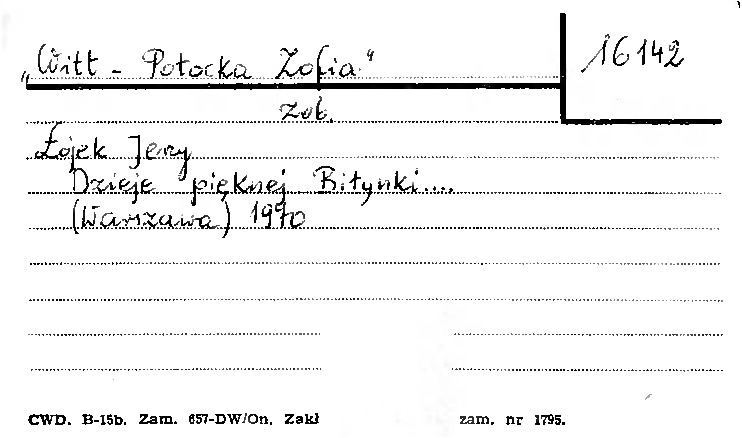 „Witt - Potocka Zofia"
16142
zob.
Łojek Jerzy
Dzieje pięknej Bitynki....
(Warszawa) 1970
CWD. B-15b. Zam. 657-DW/On. Zakł zam. nr 1795.